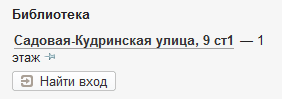 Библиотека
Садовая-Кудринская улица, 9 ст1 — 1
этаж
Найти вход